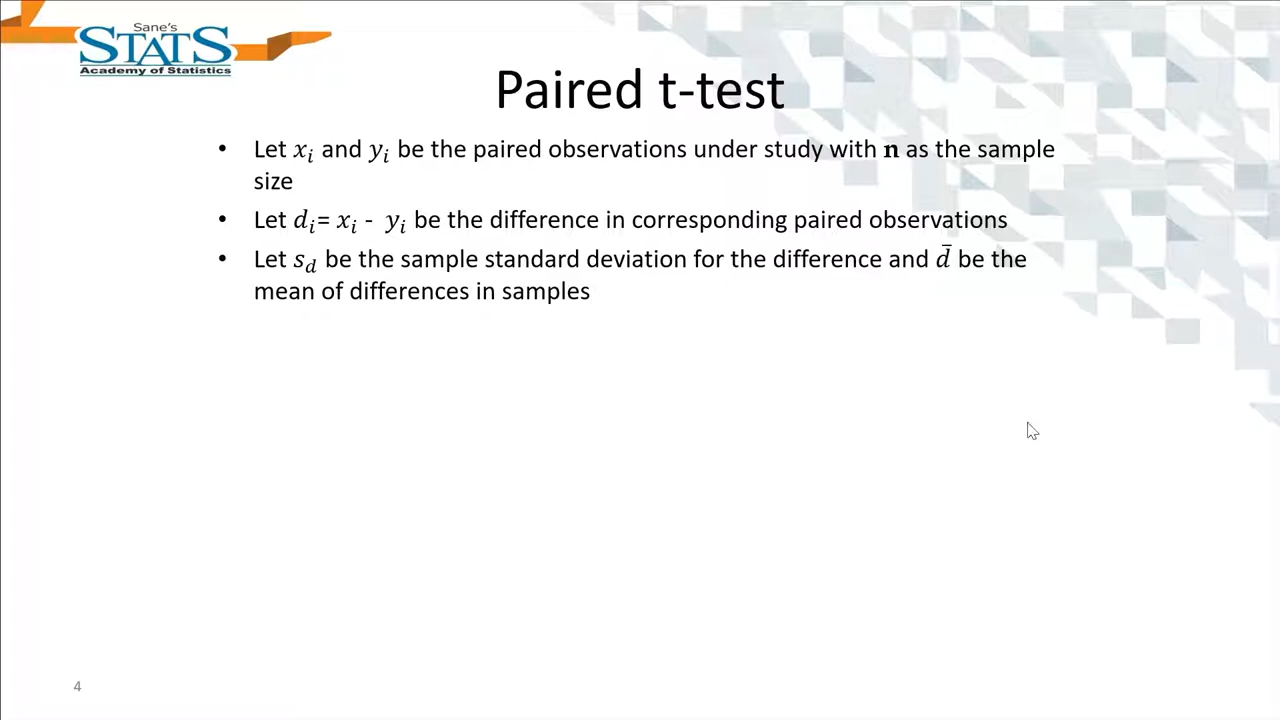 Sane's
STATS
Academy of Statistics
Paired t-test
• Let xᵢ and yᵢ be the paired observations under study with n as the sample
size
• Let dᵢ= xᵢ - yᵢ be the difference in corresponding paired observations
• Let s_d be the sample standard deviation for the difference and d̄ be the
mean of differences in samples
4